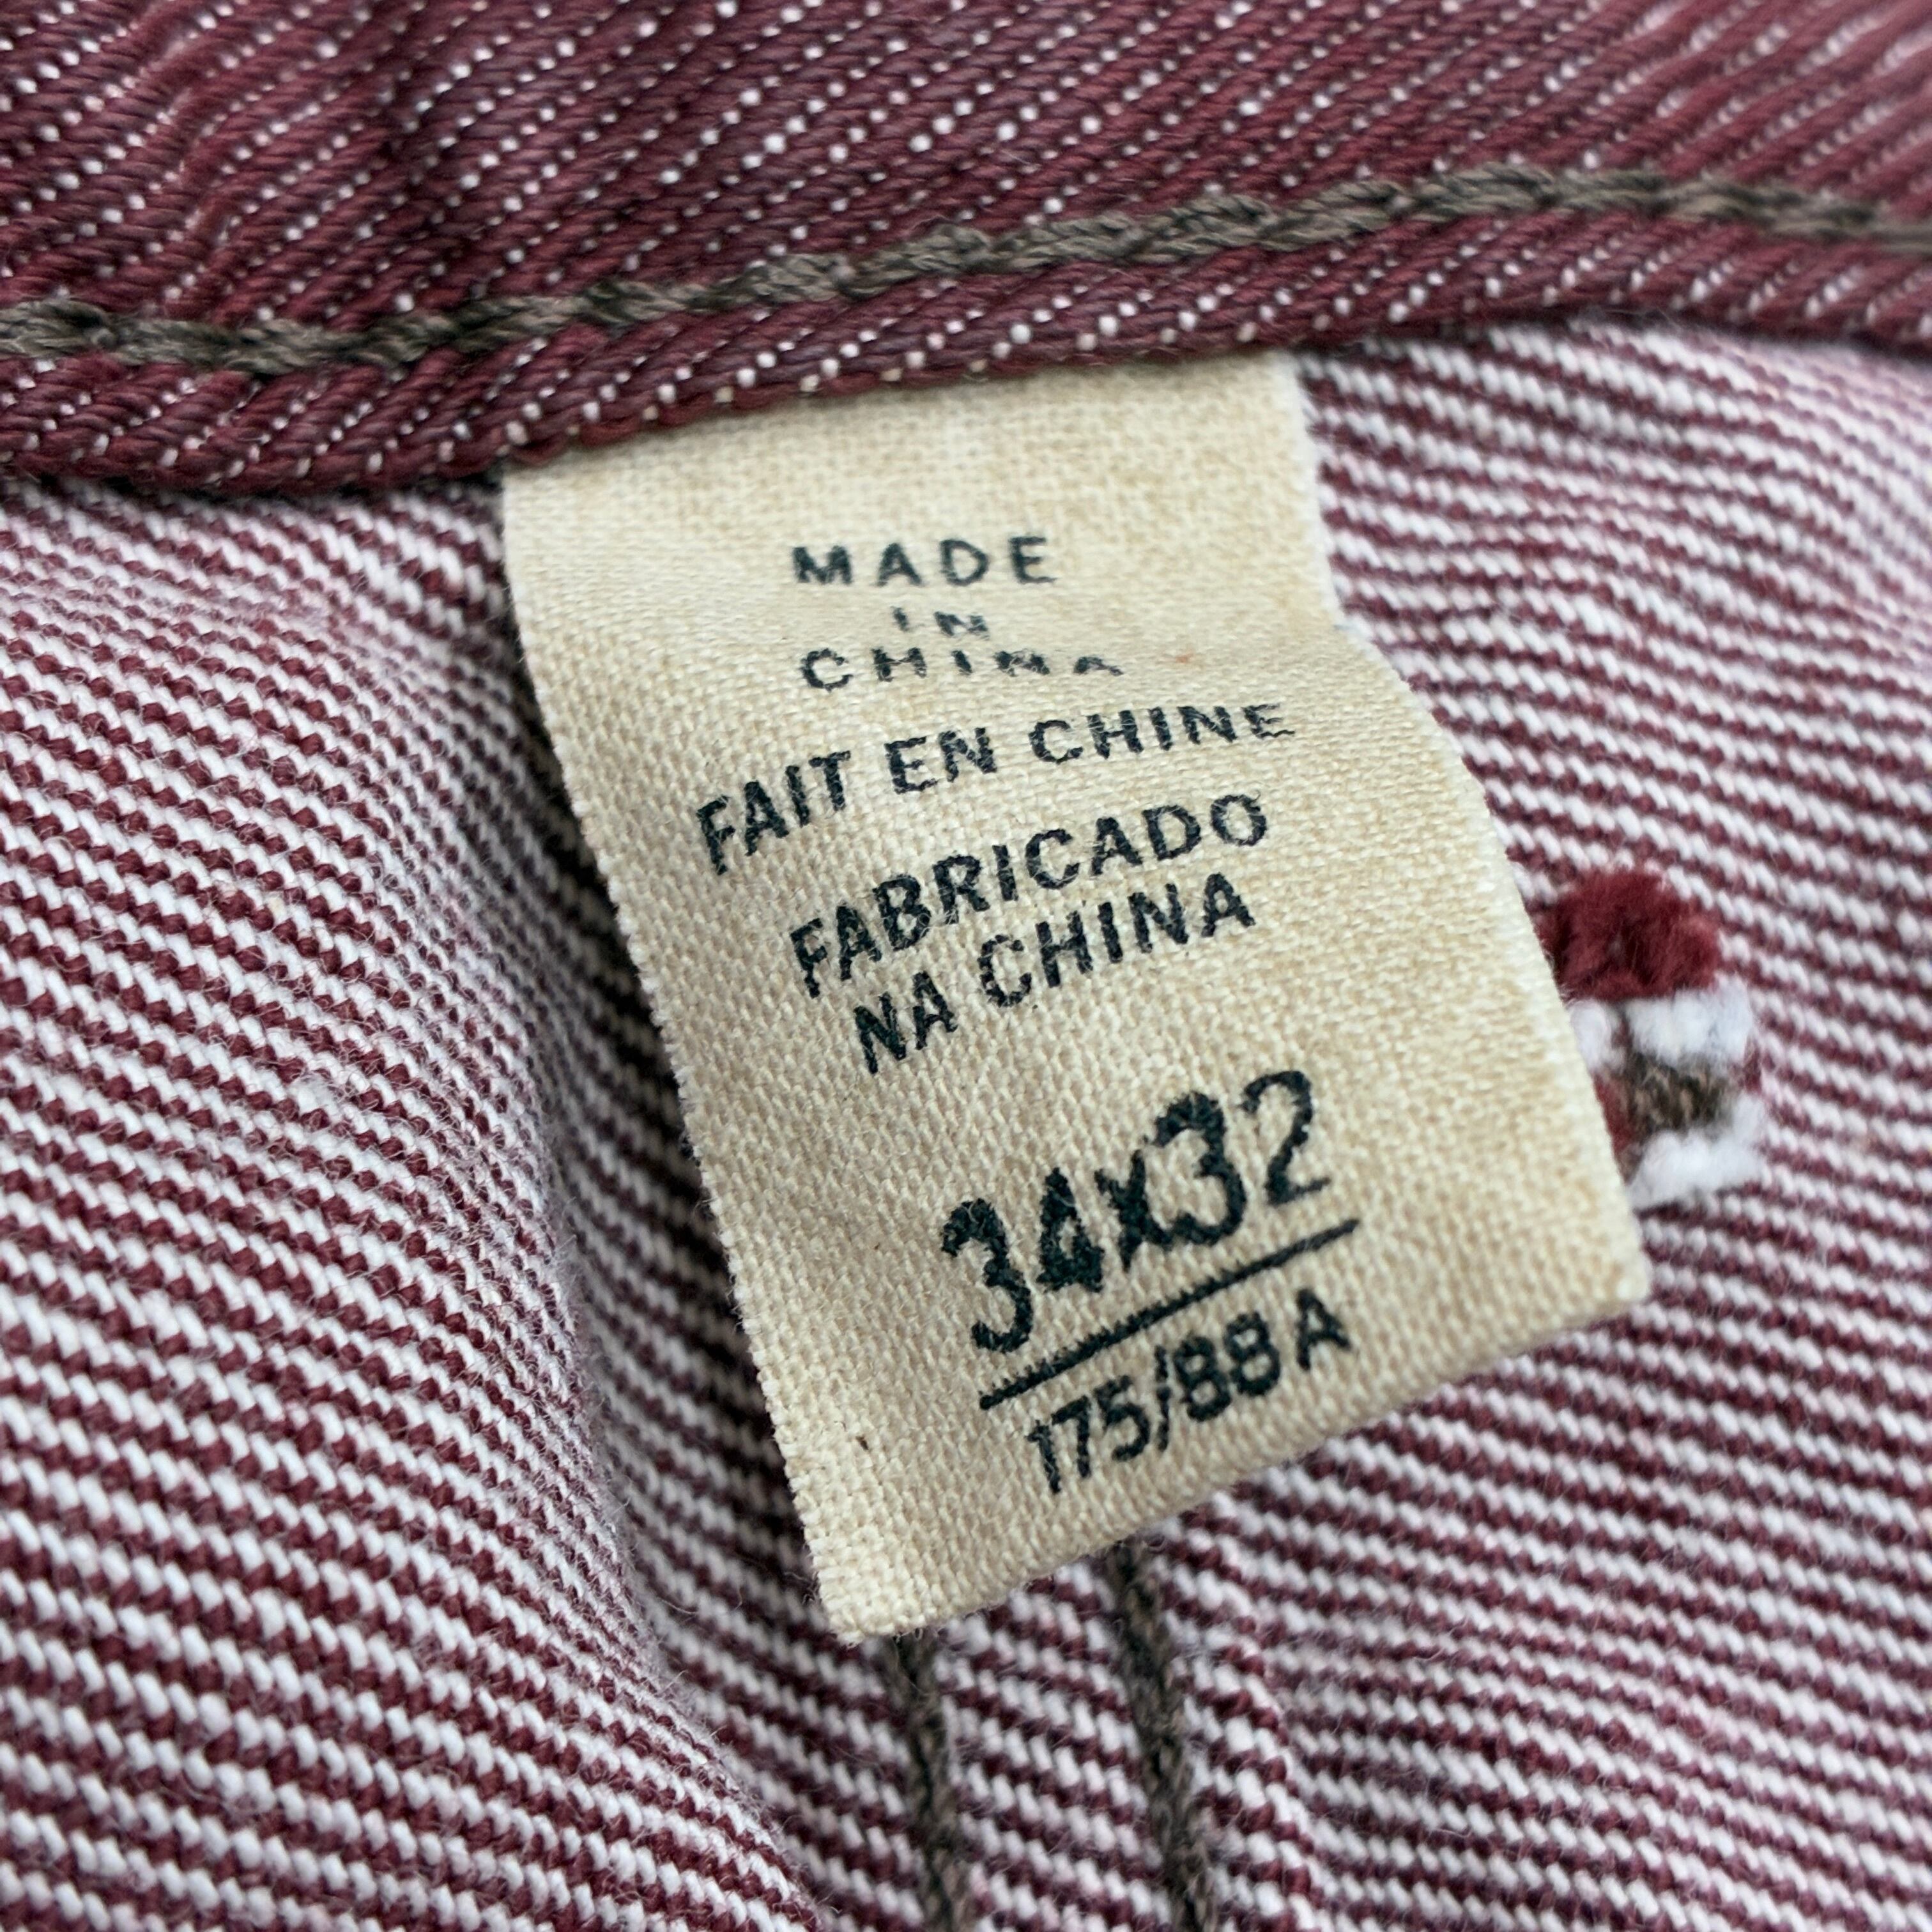 MADE
IN
CHINA
FAIT EN CHINE
FABRICADO
NA CHINA
34x32
175/88A